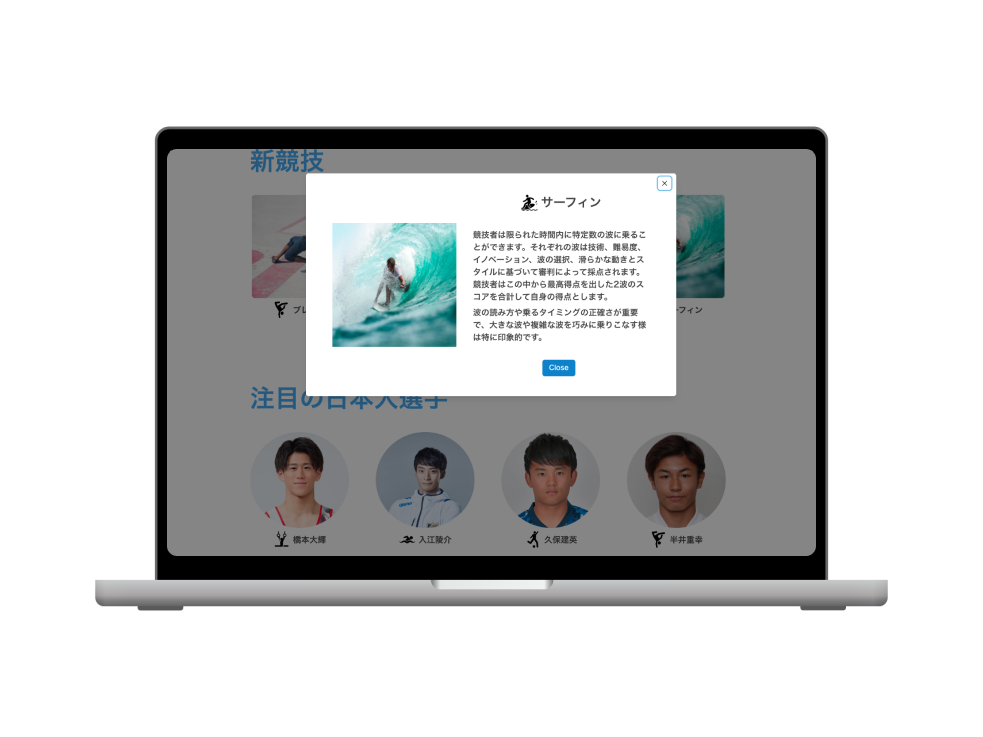 新競技
×
サーフィン
競技者は限られた時間内に特定数の波に乗るこ
とができます。それぞれの波は技術、難易度、
イノベーション、波の選択、滑らかな動きとス
タイルに基づいて審判によって採点されます。
競技者はこの中から最高得点を出した2波のス
コアを合計して自身の得点とします。
波の読み方や乗るタイミングの正確さが重要
で、大きな波や複雑な波を巧みに乗りこなす様
は特に印象的です。
Close
ブレ
ーフィン
注目の日本人選手
橋本大輝
入江陵介
久保建英
半井重幸